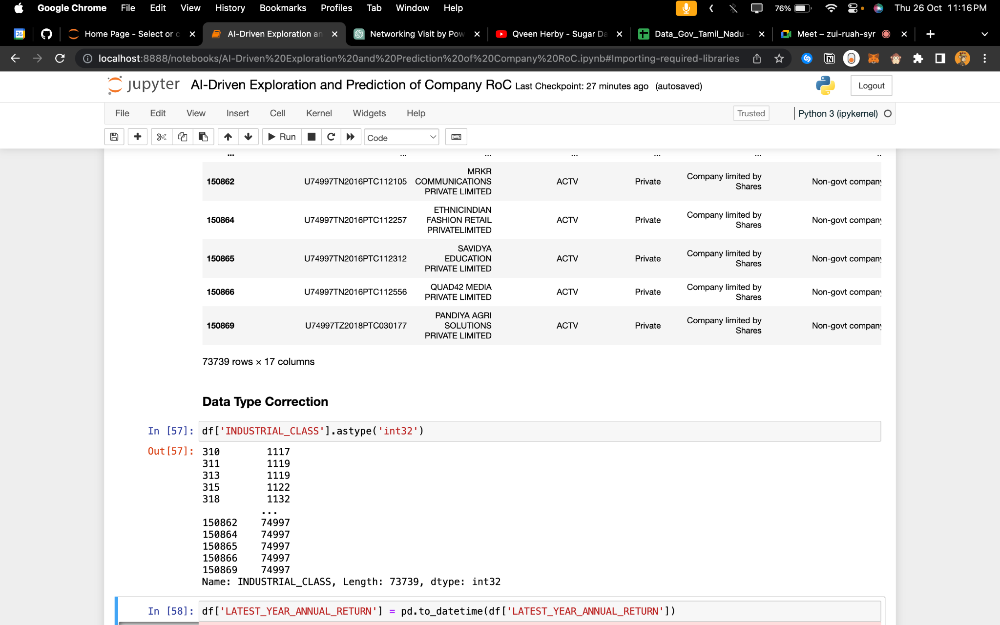 Google Chrome File Edit View History Bookmarks Profiles Tab Window Help 76% Thu 26 Oct 11:16 PM
26 Home Page - Select or c AI-Driven Exploration an Networking Visit by Pow Qveen Herby - Sugar Da Data_Gov_Tamil_Nadu - Meet – zui-ruah-syr
localhost:8888/notebooks/AI-Driven%20Exploration%20and%20Prediction%20of%20Company%20RoC.ipynb#Importing-required-libraries
jupyter AI-Driven Exploration and Prediction of Company RoC Last Checkpoint: 27 minutes ago (autosaved) Logout
File Edit View Insert Cell Kernel Widgets Help Trusted Python 3 (ipykernel)
Run Code
... ... ... ... ... ... ..
150862 U74997TN2016PTC112105 MRKR COMMUNICATIONS PRIVATE LIMITED ACTV Private Company limited by Shares Non-govt company
150864 U74997TN2016PTC112257 ETHNICINDIAN FASHION RETAIL PRIVATELIMITED ACTV Private Company limited by Shares Non-govt company
150865 U74997TN2016PTC112312 SAVIDYA EDUCATION PRIVATE LIMITED ACTV Private Company limited by Shares Non-govt company
150866 U74997TN2016PTC112556 QUAD42 MEDIA PRIVATE LIMITED ACTV Private Company limited by Shares Non-govt company
150869 U74997TZ2018PTC030177 PANDIYA AGRI SOLUTIONS PRIVATE LIMITED ACTV Private Company limited by Shares Non-govt company
73739 rows × 17 columns
Data Type Correction
In [57]: df['INDUSTRIAL_CLASS'].astype('int32')
Out[57]: 310 1117
311 1119
313 1119
315 1122
318 1132
...
150862 74997
150864 74997
150865 74997
150866 74997
150869 74997
Name: INDUSTRIAL_CLASS, Length: 73739, dtype: int32
In [58]: df['LATEST_YEAR_ANNUAL_RETURN'] = pd.to_datetime(df['LATEST_YEAR_ANNUAL_RETURN'])